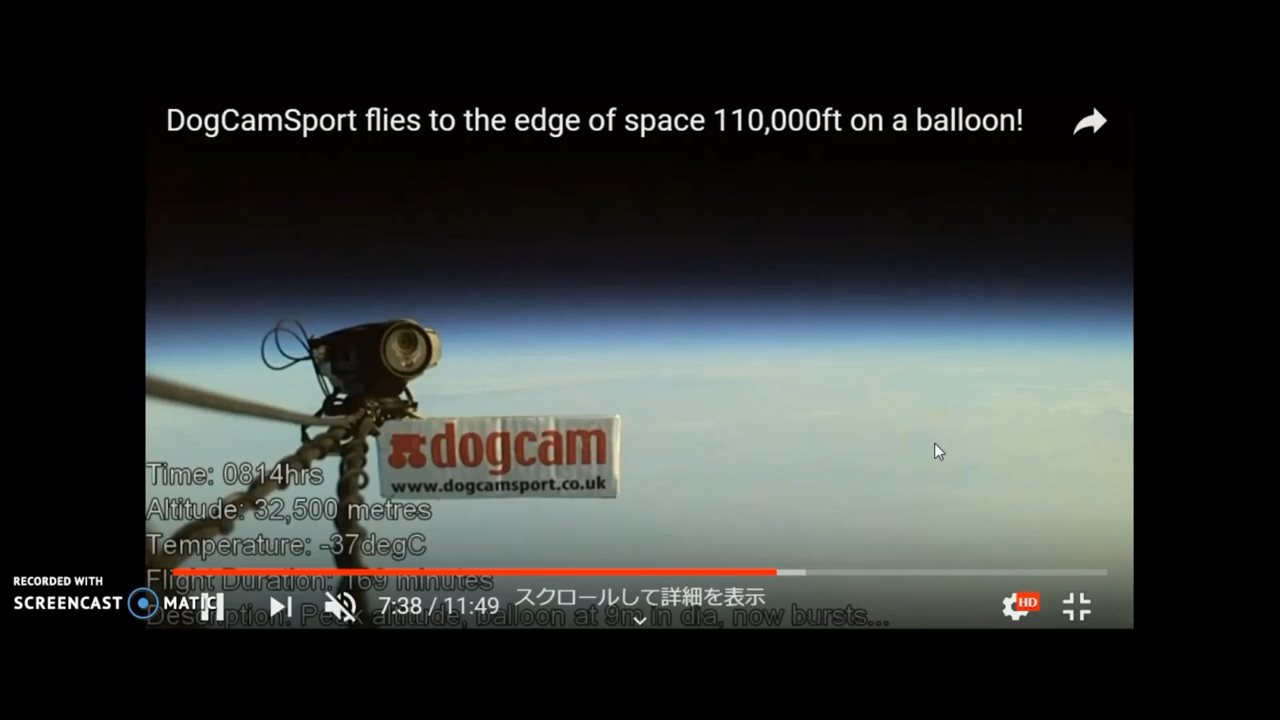 DogCamSport flies to the edge of space 110,000ft on a balloon!
dogcam
www.dogcamsport.co.uk
Time: 0814hrs
Altitude: 32,500 metres
Temperature: -37degC
Flight Duration: 169 minutes
Description: Peak altitude, balloon at 9m in dia, now bursts...
RECORDED WITH
SCREENCAST MATIC
7:38 / 11:49
スクロールして詳細を表示
HD